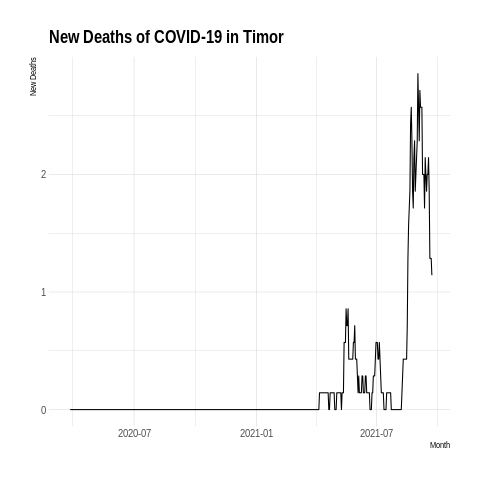 New Deaths of COVID-19 in Timor
New Deaths
2
1
0
2020-07
2021-01
2021-07
Month